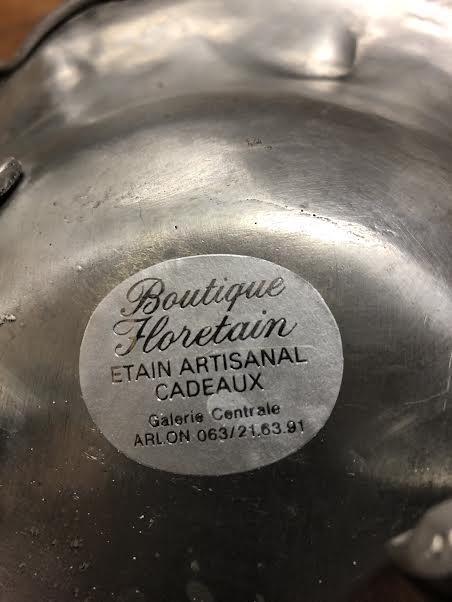 Boutique
Floretain
ETAIN ARTISANAL
CADEAUX
Galerie Centrale
ARLON 063/21.63.91